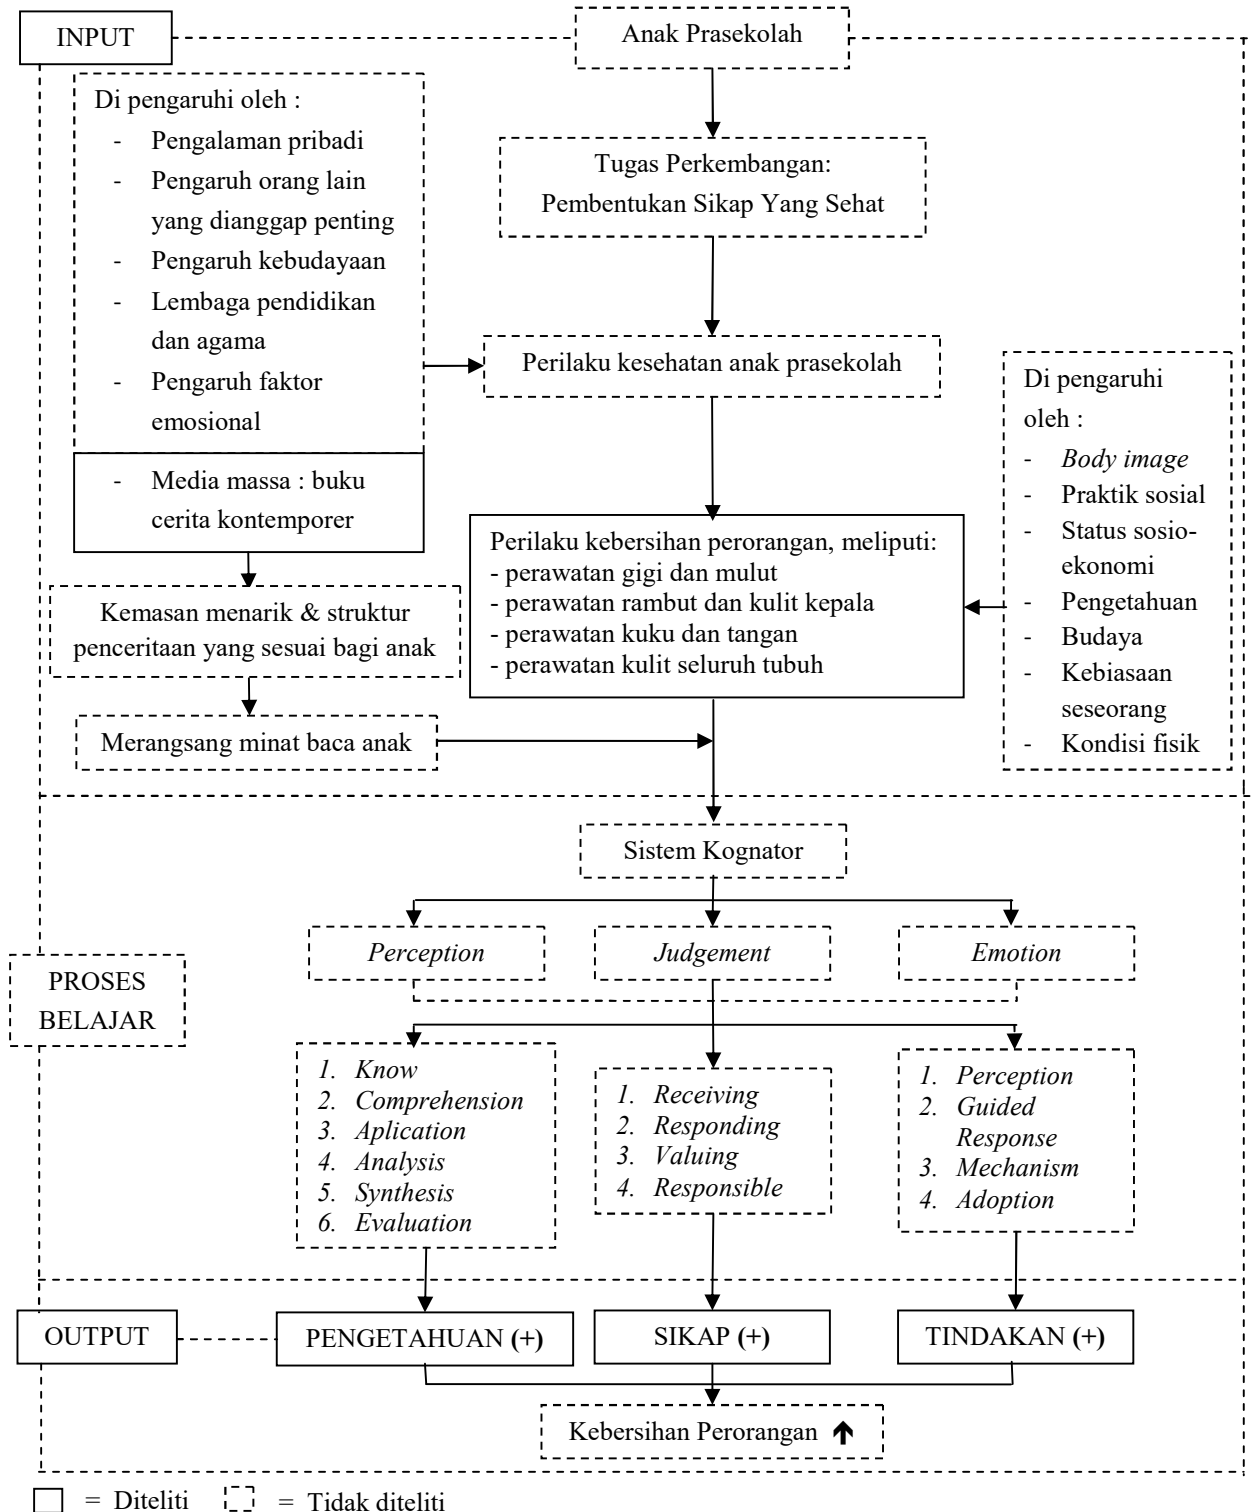 INPUT
Anak Prasekolah
Di pengaruhi oleh :
- Pengalaman pribadi
- Pengaruh orang lain
yang dianggap penting
- Pengaruh kebudayaan
- Lembaga pendidikan
dan agama
- Pengaruh faktor
emosional
- Media massa : buku
cerita kontemporer
Tugas Perkembangan:
Pembentukan Sikap Yang Sehat
Perilaku kesehatan anak prasekolah
Di pengaruhi
oleh :
- Body image
- Praktik sosial
- Status sosio-
ekonomi
- Pengetahuan
- Budaya
- Kebiasaan
seseorang
- Kondisi fisik
Perilaku kebersihan perorangan, meliputi:
- perawatan gigi dan mulut
- perawatan rambut dan kulit kepala
- perawatan kuku dan tangan
- perawatan kulit seluruh tubuh
Kemasan menarik & struktur
penceritaan yang sesuai bagi anak
Merangsang minat baca anak
Sistem Kognator
Perception
Judgement
Emotion
PROSES
BELAJAR
1. Know
2. Comprehension
3. Aplication
4. Analysis
5. Synthesis
6. Evaluation
1. Receiving
2. Responding
3. Valuing
4. Responsible
1. Perception
2. Guided
Response
3. Mechanism
4. Adoption
OUTPUT
PENGETAHUAN (+)
SIKAP (+)
TINDAKAN (+)
Kebersihan Perorangan ↑
= Diteliti
= Tidak diteliti